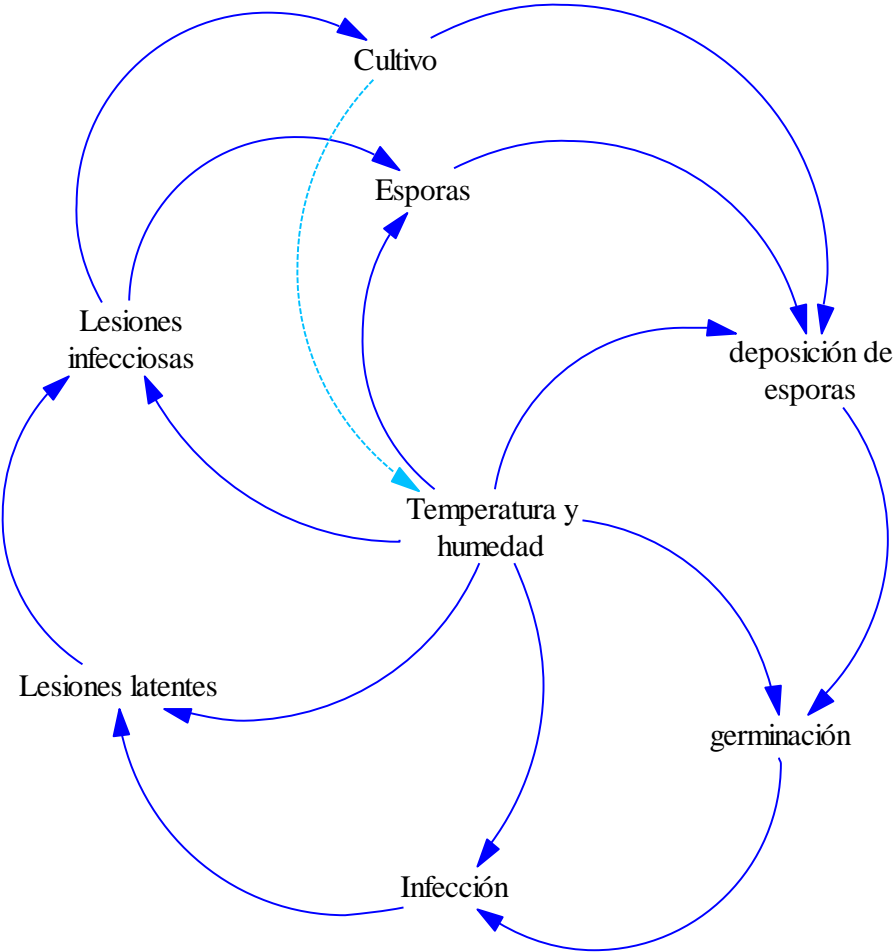 Cultivo
Esporas
Lesiones
infecciosas
deposición de
esporas
Temperatura y
humedad
Lesiones latentes
germinación
Infección